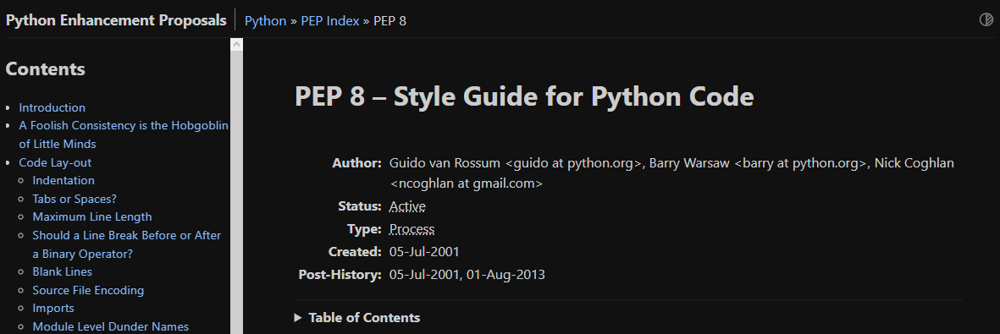 Python Enhancement Proposals | Python » PEP Index » PEP 8
Contents
Introduction
A Foolish Consistency is the Hobgoblin
of Little Minds
Code Lay-out
Indentation
Tabs or Spaces?
Maximum Line Length
Should a Line Break Before or After
a Binary Operator?
Blank Lines
Source File Encoding
Imports
Module Level Dunder Names
PEP 8 – Style Guide for Python Code
Author: Guido van Rossum <guido at python.org>, Barry Warsaw <barry at python.org>, Nick Coghlan
<ncoghlan at gmail.com>
Status: Active
Type: Process
Created: 05-Jul-2001
Post-History: 05-Jul-2001, 01-Aug-2013
Table of Contents